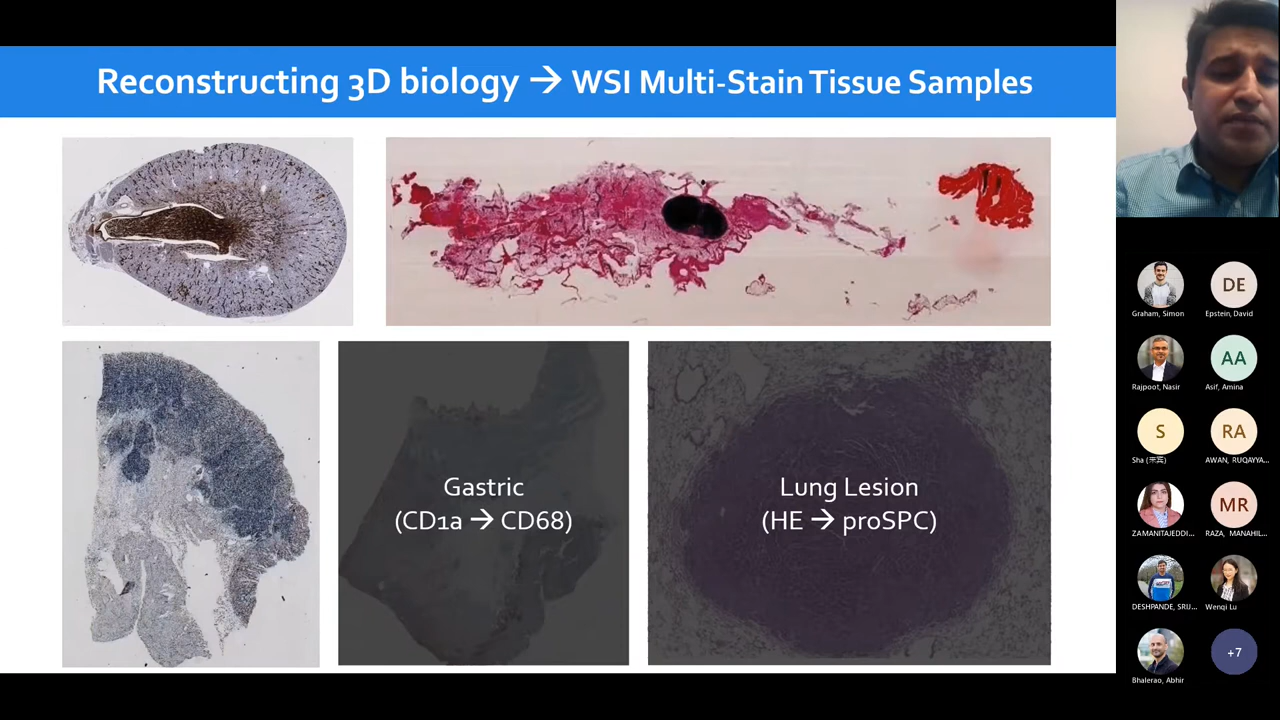 Reconstructing 3D biology → WSI Multi-Stain Tissue Samples
Gastric
(CD1a → CD68)
Lung Lesion
(HE → proSPC)
DE
Graham, Simon
Epstein, David
AA
Rajpoot, Nasir
Asif, Amina
S
RA
Sha (
AWAN, RUQAYYA...
MR
ZAMANITAJEDDI...
RAZA, MANAHIL...
DESHPANDE, SRIJ...
Wenqi Lu
+7
Bhalerao, Abhir